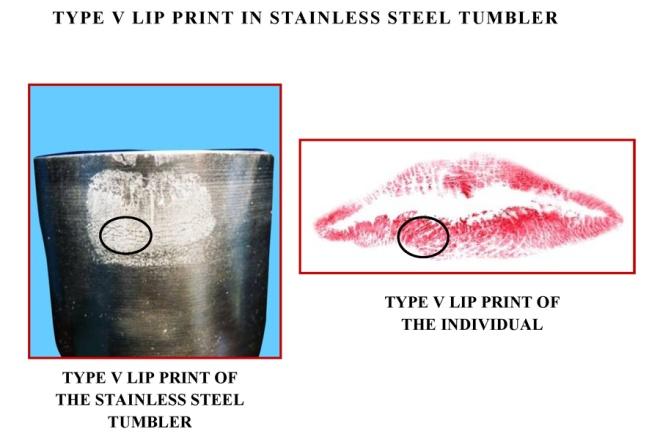 TYPE V LIP PRINT IN STAINLESS STEEL TUMBLER
TYPE V LIP PRINT OF
THE STAINLESS STEEL
TUMBLER
TYPE V LIP PRINT OF
THE INDIVIDUAL